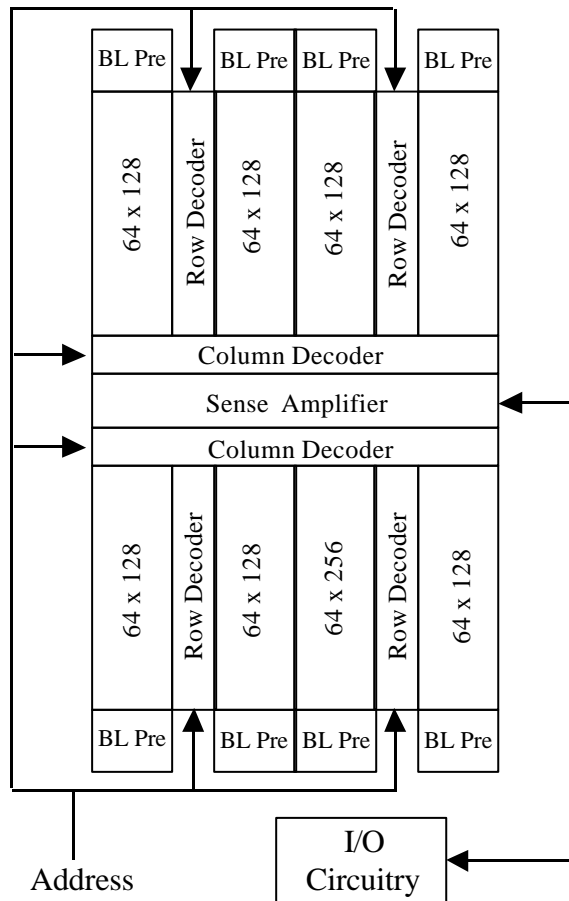 BL Pre BL Pre BL Pre BL Pre
64 x 128 Row Decoder 64 x 128 64 x 128 Row Decoder 64 x 128
Column Decoder
Sense Amplifier
Column Decoder
64 x 128 Row Decoder 64 x 128 64 x 256 Row Decoder 64 x 128
BL Pre BL Pre BL Pre BL Pre
Address
I/O
Circuitry